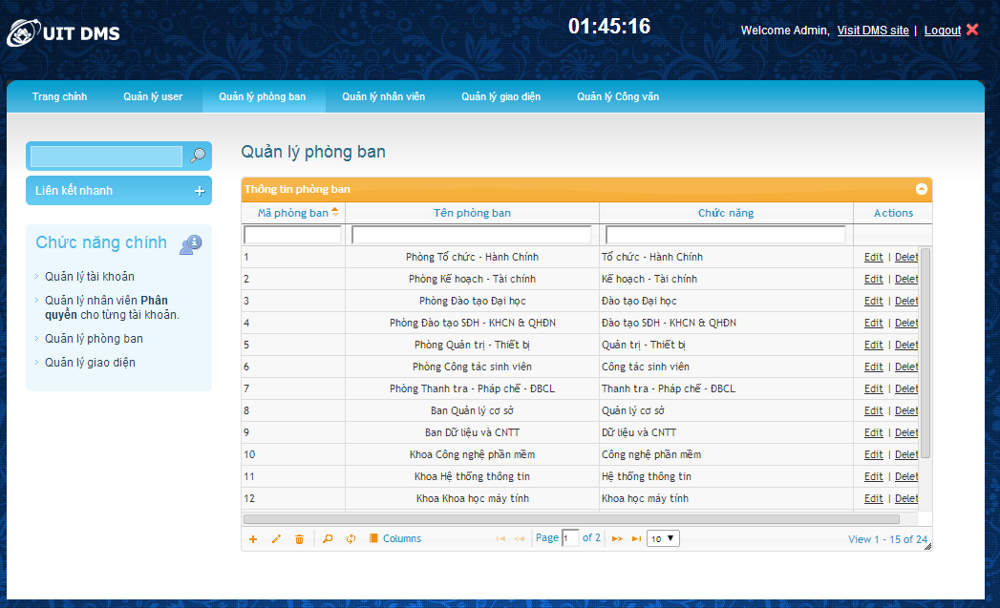 UIT DMS
01:45:16
Welcome Admin, Visit DMS site | Logout
Trang chính Quản lý user Quản lý phòng ban Quản lý nhân viên Quản lý giao diện Quản lý Công văn
Liên kết nhanh +
Chức năng chính
Quản lý tài khoản
Quản lý nhân viên Phân
quyền cho từng tài khoản.
Quản lý phòng ban
Quản lý giao diện
Quản lý phòng ban
Thông tin phòng ban
Mã phòng ban Tên phòng ban Chức năng Actions
1 Phòng Tổ chức - Hành Chính Tổ chức - Hành Chính Edit | Delet
2 Phòng Kế hoạch - Tài chính Kế hoạch - Tài chính Edit | Delet
3 Phòng Đào tạo Đại học Đào tạo Đại học Edit | Delet
4 Phòng Đào tạo SĐH - KHCN & QHĐN Đào tạo SĐH - KHCN & QHĐN Edit | Delet
5 Phòng Quản trị - Thiết bị Quản trị - Thiết bị Edit | Delet
6 Phòng Công tác sinh viên Công tác sinh viên Edit | Delet
7 Phòng Thanh tra - Pháp chế - ĐBCL Thanh tra - Pháp chế - ĐBCL Edit | Delet
8 Ban Quản lý cơ sở Quản lý cơ sở Edit | Delet
9 Ban Dữ liệu và CNTT Dữ liệu và CNTT Edit | Delet
10 Khoa Công nghệ phần mềm Công nghệ phần mềm Edit | Delet
11 Khoa Hệ thống thông tin Hệ thống thông tin Edit | Delet
12 Khoa Khoa học máy tính Khoa học máy tính Edit | Delet
Columns Page 1 of 2 10 View 1 - 15 of 24